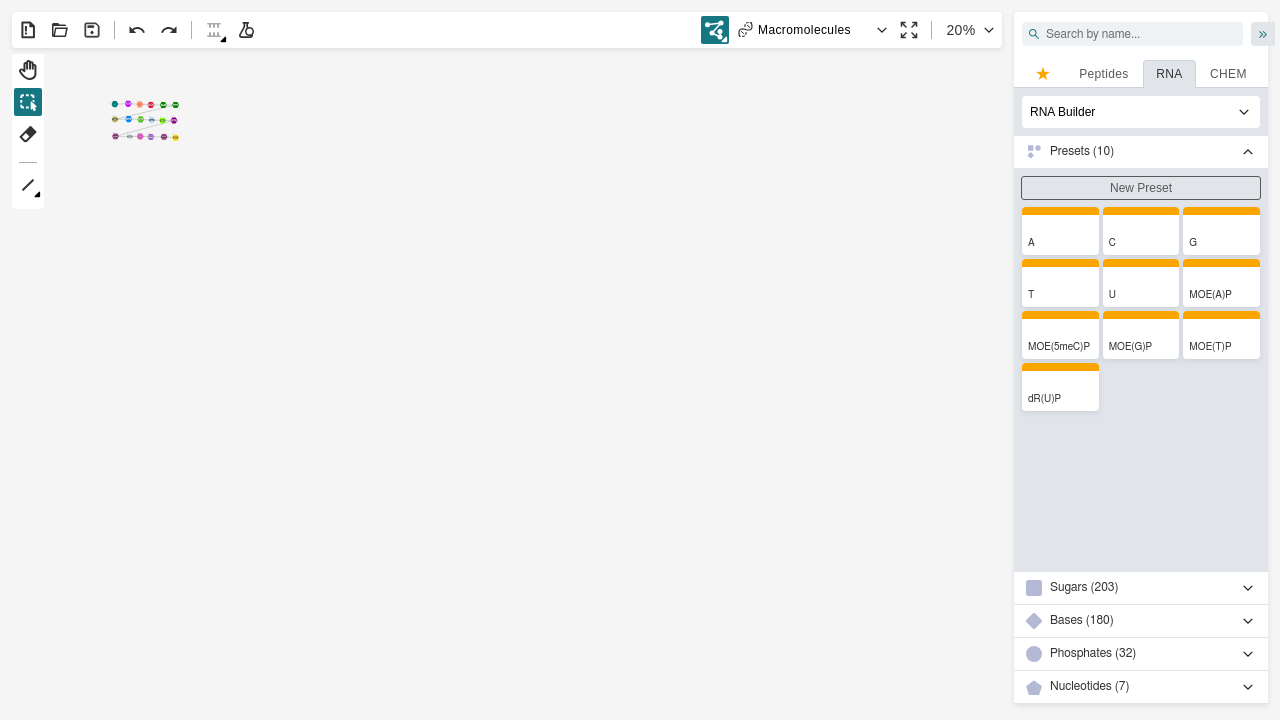 Macromolecules
20%
Search by name...
Peptides
RNA
CHEM
RNA Builder
Presets (10)
New Preset
A
C
G
T
U
MOE(A)P
MOE(5meC)P
MOE(G)P
MOE(T)P
dR(U)P
Sugars (203)
Bases (180)
Phosphates (32)
Nucleotides (7)